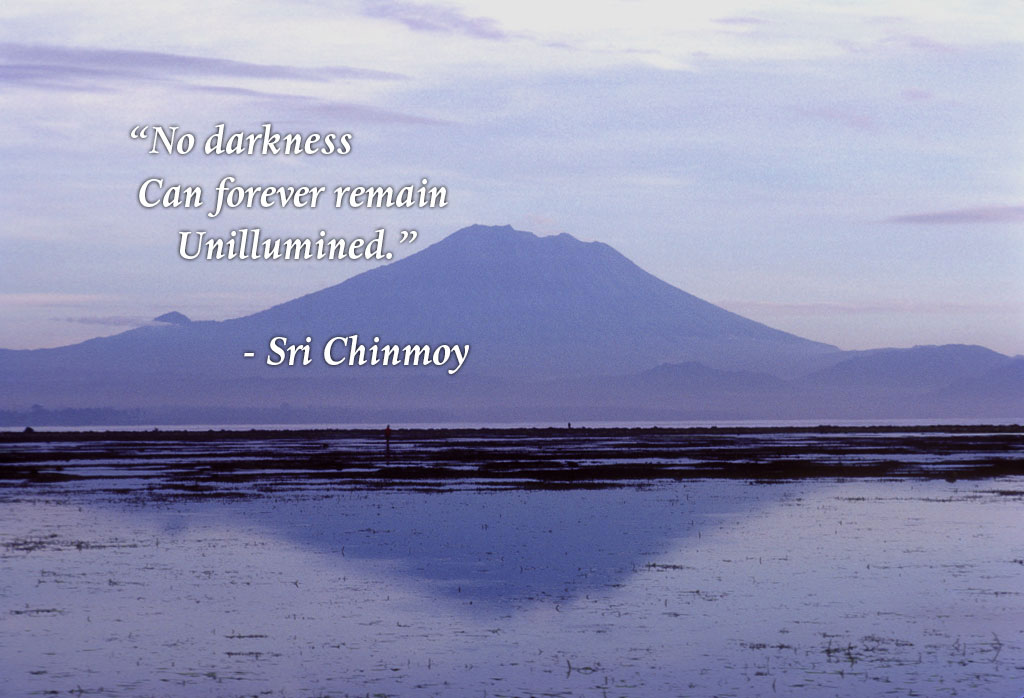 “No darkness
Can forever remain
Unillumined.”
- Sri Chinmoy